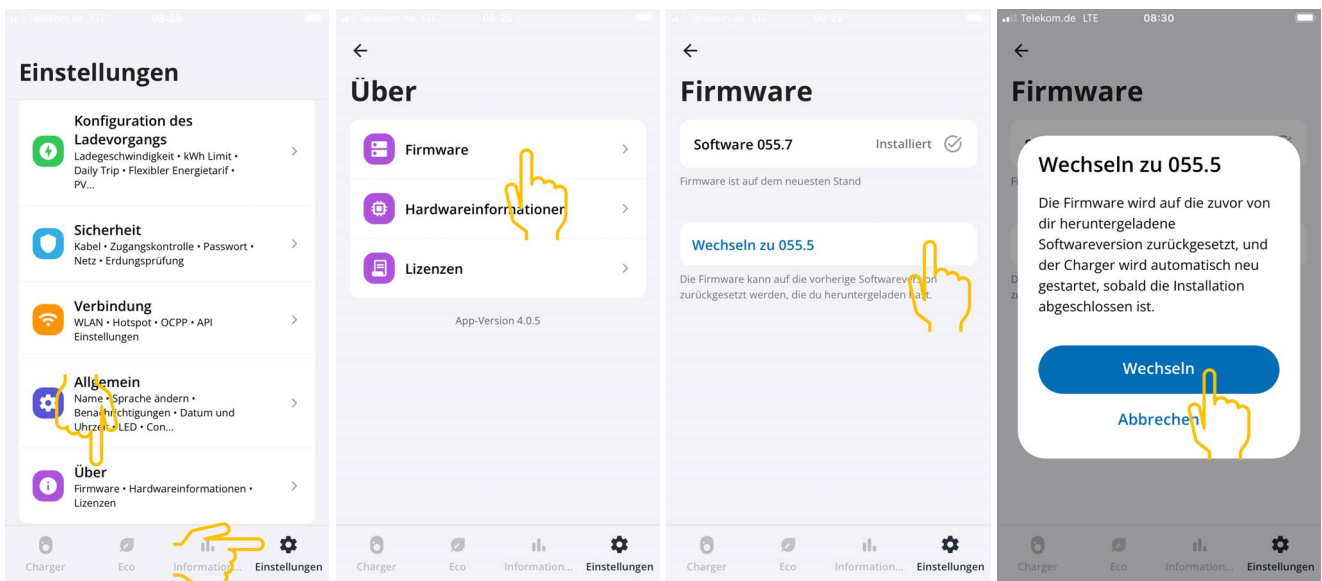 Telekom.de LTE 08:28
Einstellungen
Konfiguration des
Ladevorgangs
Ladegeschwindigkeit • kWh Limit •
Daily Trip • Flexibler Energietarif •
PV...
Sicherheit
Kabel • Zugangskontrolle • Passwort •
Netz • Erdungsprüfung
Verbindung
WLAN • Hotspot • OCPP • API
Einstellungen
Allgemein
Name • Sprache ändern •
Benachrichtigungen • Datum und
Uhrzeit • LED • Con...
Über
Firmware • Hardwareinformationen •
Lizenzen
Charger Eco Information... Einstellungen
Telekom.de LTE 08:28
Über
Firmware
Hardwareinformationen
Lizenzen
App-Version 4.0.5
Charger Eco Information... Einstellungen
Telekom.de LTE 08:28
Firmware
Software 055.7 Installiert
Firmware ist auf dem neuesten Stand
Wechseln zu 055.5
Die Firmware kann auf die vorherige Softwareversion
zurückgesetzt werden, die du heruntergeladen hast.
Charger Eco Information... Einstellungen
Telekom.de LTE 08:30
Firmware
Wechseln zu 055.5
Die Firmware wird auf die zuvor von
dir heruntergeladene
Softwareversion zurückgesetzt, und
der Charger wird automatisch neu
gestartet, sobald die Installation
abgeschlossen ist.
Wechseln
Abbrechen
Charger Eco Information... Einstellungen